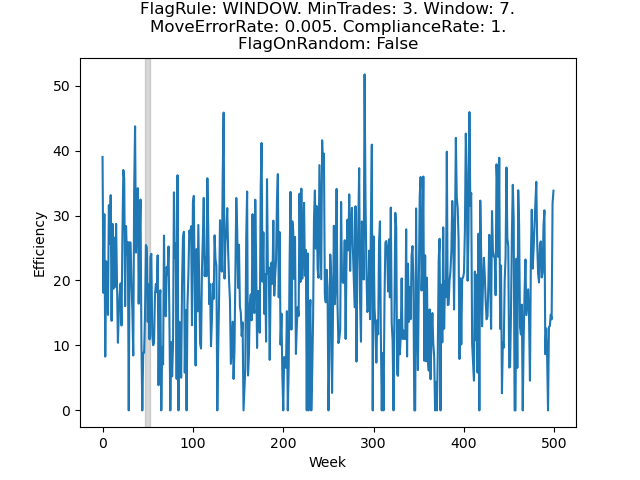 FlagRule: WINDOW. MinTrades: 3. Window: 7.
MoveErrorRate: 0.005. ComplianceRate: 1.
FlagOnRandom: False
50
40
30
20
10
0
Efficiency
0 100 200 300 400 500
Week